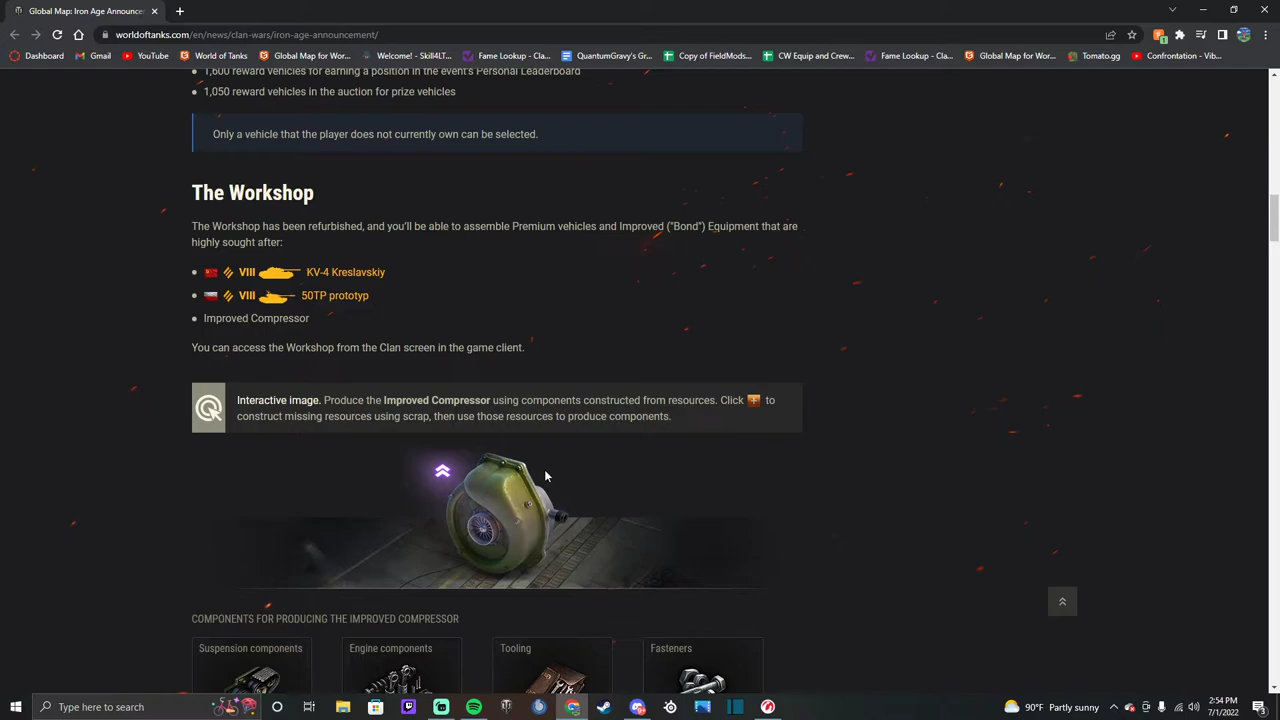 Global Map: Iron Age Announcer
worldoftanks.com/en/news/clan-wars/iron-age-announcement/
Dashboard Gmail YouTube World of Tanks Global Map for Wor... Welcome! - Skill4LT... Fame Lookup - Cla... QuantumGravy's Gr... Copy of FieldMods... CW Equip and Crew... Fame Lookup - Cla... Global Map for Wor... Tomato.gg Confrontation - Vib...
1,600 reward vehicles for earning a position in the event's Personal Leaderboard
1,050 reward vehicles in the auction for prize vehicles
Only a vehicle that the player does not currently own can be selected.
The Workshop
The Workshop has been refurbished, and you'll be able to assemble Premium vehicles and Improved ("Bond") Equipment that are
highly sought after:
VIII KV-4 Kreslavskiy
VIII 50TP prototyp
Improved Compressor
You can access the Workshop from the Clan screen in the game client.
Interactive image. Produce the Improved Compressor using components constructed from resources. Click to
construct missing resources using scrap, then use those resources to produce components.
COMPONENTS FOR PRODUCING THE IMPROVED COMPRESSOR
Suspension components Engine components Tooling Fasteners
Type here to search
90°F Partly sunny
2:54 PM
7/1/2022